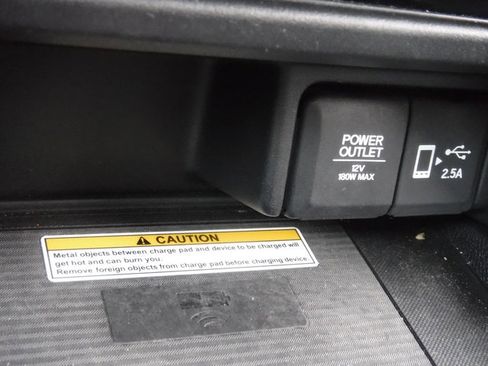 POWER
OUTLET
12V
180W MAX
2.5A
CAUTION
Metal objects between charge pad and device to be charged will
get hot and can burn you.
Remove foreign objects from charge pad before charging device.